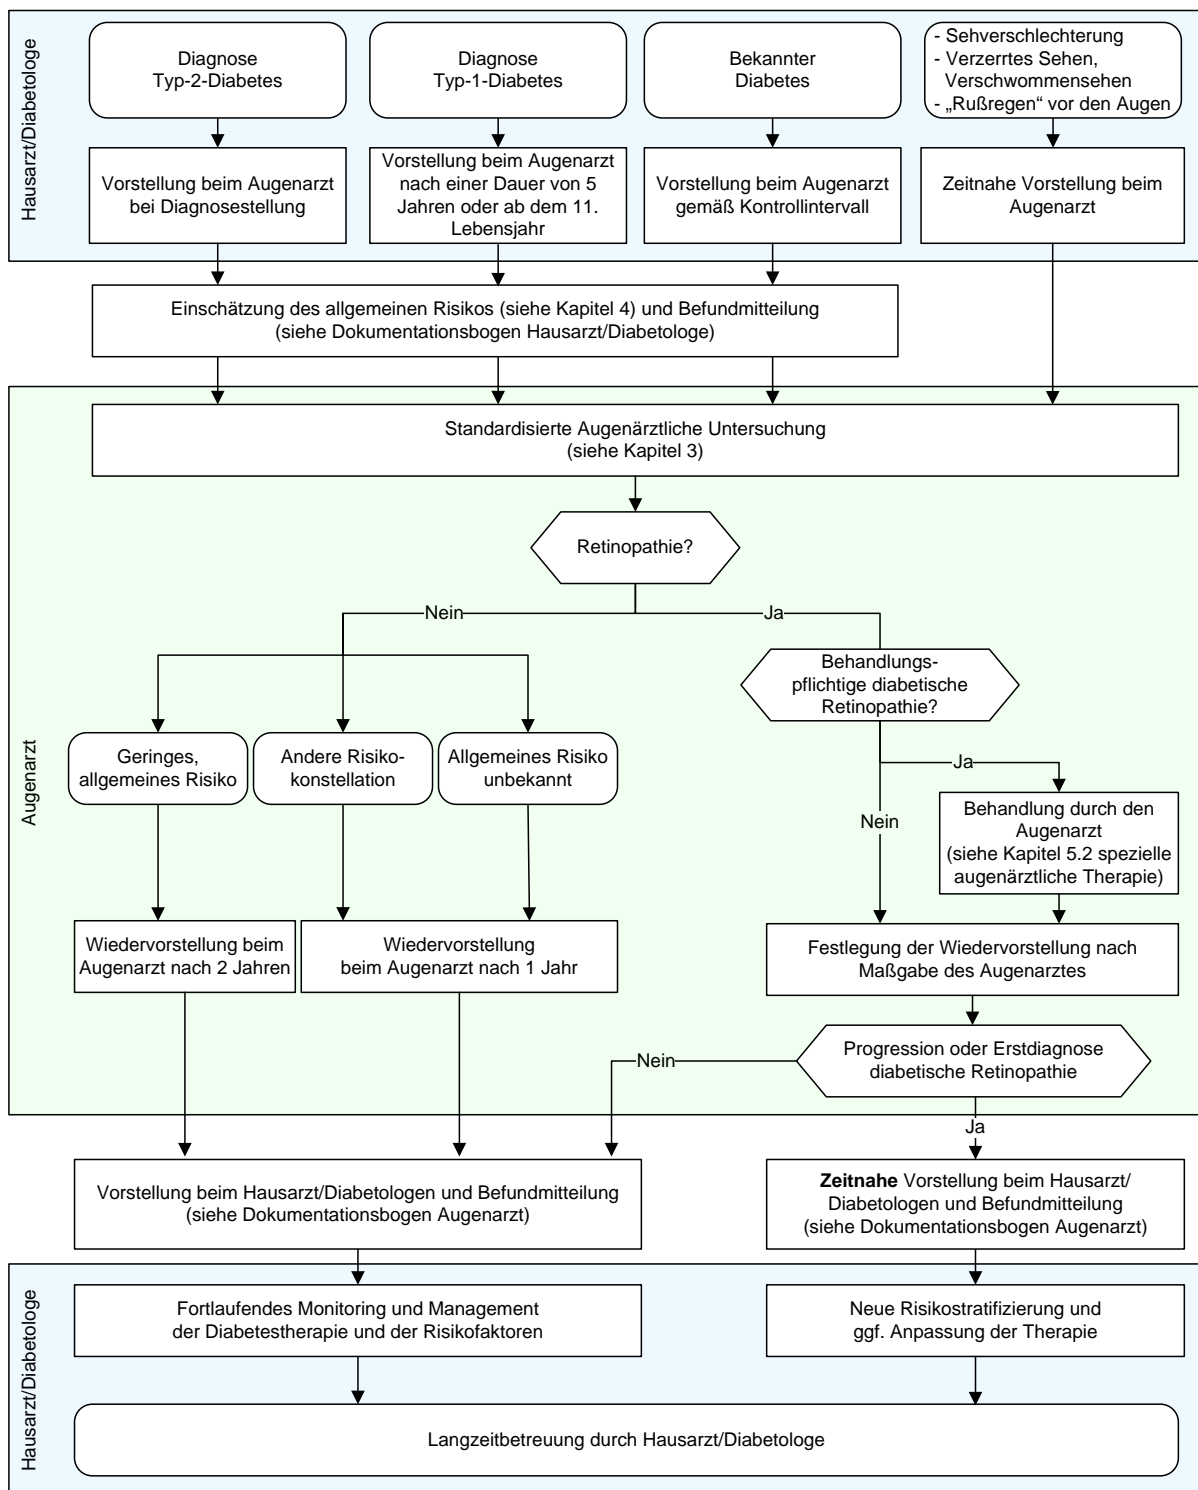 Hausarzt/Diabetologe
Diagnose
Typ-2-Diabetes
Diagnose
Typ-1-Diabetes
Bekannter
Diabetes
- Sehverschlechterung
- Verzerrtes Sehen,
Verschwommensehen
- „Rußregen“ vor den Augen
Vorstellung beim Augenarzt
bei Diagnosestellung
Vorstellung beim Augenarzt
nach einer Dauer von 5
Jahren oder ab dem 11.
Lebensjahr
Vorstellung beim Augenarzt
gemäß Kontrollintervall
Zeitnahe Vorstellung beim
Augenarzt
Einschätzung des allgemeinen Risikos (siehe Kapitel 4) und Befundmitteilung
(siehe Dokumentationsbogen Hausarzt/Diabetologe)
Augenarzt
Standardisierte Augenärztliche Untersuchung
(siehe Kapitel 3)
Retinopathie?
Nein
Ja
Behandlungs-
pflichtige diabetische
Retinopathie?
Geringes,
allgemeines Risiko
Andere Risiko-
konstellation
Allgemeines Risiko
unbekannt
Ja
Nein
Behandlung durch den
Augenarzt
(siehe Kapitel 5.2 spezielle
augenärztliche Therapie)
Wiedervorstellung beim
Augenarzt nach 2 Jahren
Wiedervorstellung
beim Augenarzt nach 1 Jahr
Festlegung der Wiedervorstellung nach
Maßgabe des Augenarztes
Nein
Progression oder Erstdiagnose
diabetische Retinopathie
Ja
Vorstellung beim Hausarzt/Diabetologen und Befundmitteilung
(siehe Dokumentationsbogen Augenarzt)
Zeitnahe Vorstellung beim Hausarzt/
Diabetologen und Befundmitteilung
(siehe Dokumentationsbogen Augenarzt)
Hausarzt/Diabetologe
Fortlaufendes Monitoring und Management
der Diabetestherapie und der Risikofaktoren
Neue Risikostratifizierung und
ggf. Anpassung der Therapie
Langzeitbetreuung durch Hausarzt/Diabetologe